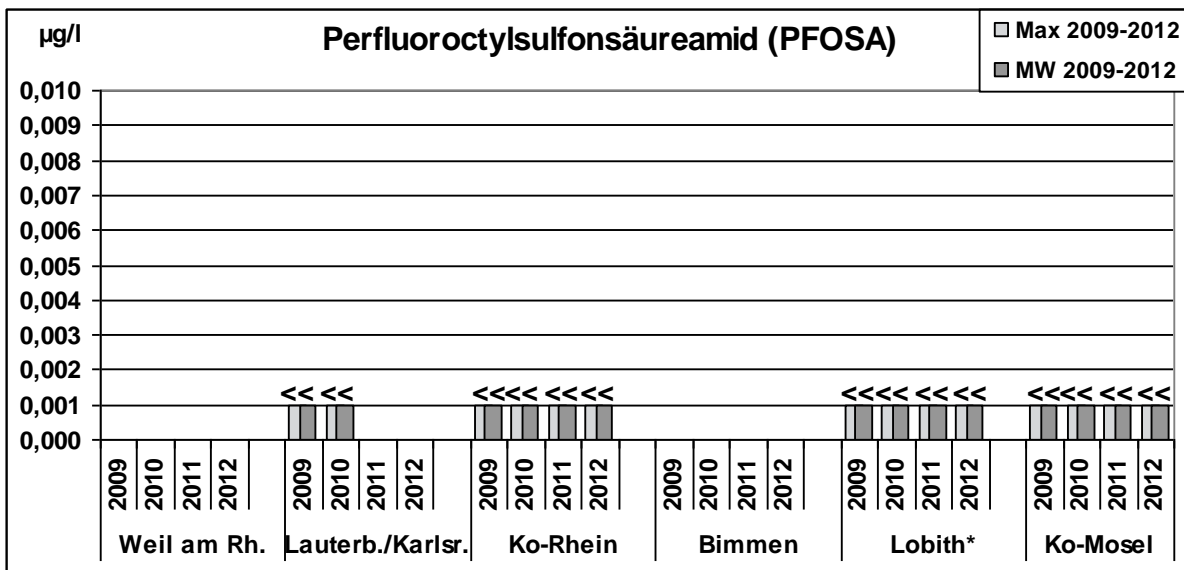 µg/l
Perfluoroctylsulfonsäureamid (PFOSA)
Max 2009-2012
MW 2009-2012
0,010
0,009
0,008
0,007
0,006
0,005
0,004
0,003
0,002
0,001
0,000
<< << << << << << << << << << << << << <<
2009 2010 2011 2012 2009 2010 2011 2012 2009 2010 2011 2012 2009 2010 2011 2012 2009 2010 2011 2012 2009 2010 2011 2012
Weil am Rh. Lauterb./Karlsr. Ko-Rhein Bimmen Lobith* Ko-Mosel